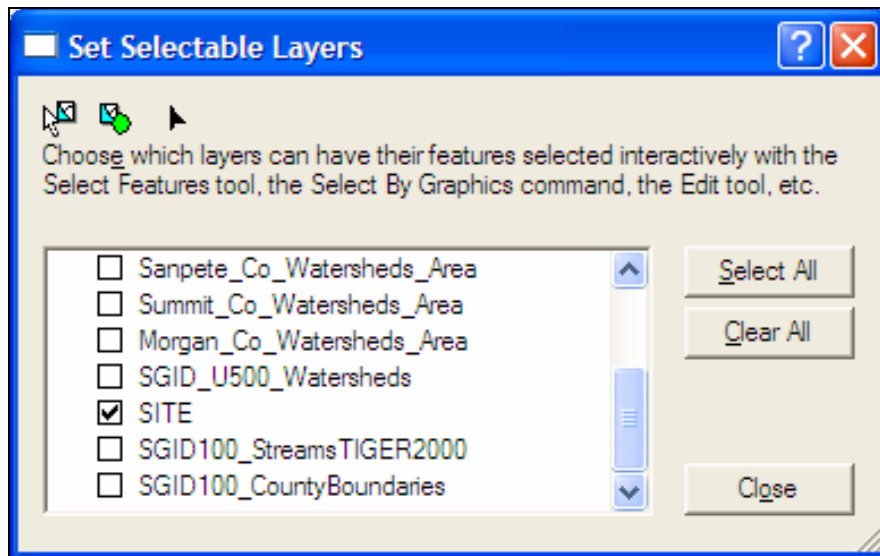 Set Selectable Layers
Choose which layers can have their features selected interactively with the
Select Features tool, the Select By Graphics command, the Edit tool, etc.
Sanpete_Co_Watersheds_Area
Summit_Co_Watersheds_Area
Morgan_Co_Watersheds_Area
SGID_U500_Watersheds
SITE
SGID100_StreamsTIGER2000
SGID100_CountyBoundaries
Select All
Clear All
Close